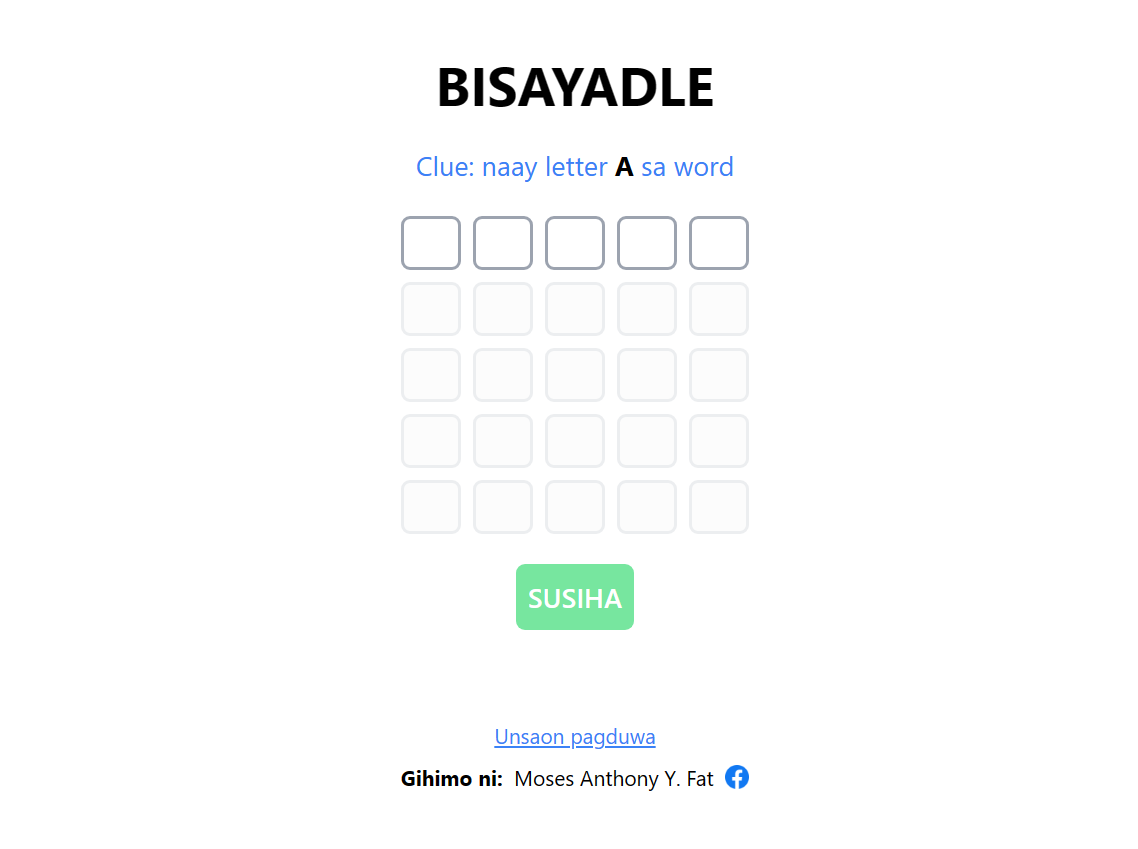 BISAYADLE
Clue: naay letter A sa word
SUSIHA
Unsaon pagduwa
Gihimo ni: Moses Anthony Y. Fat